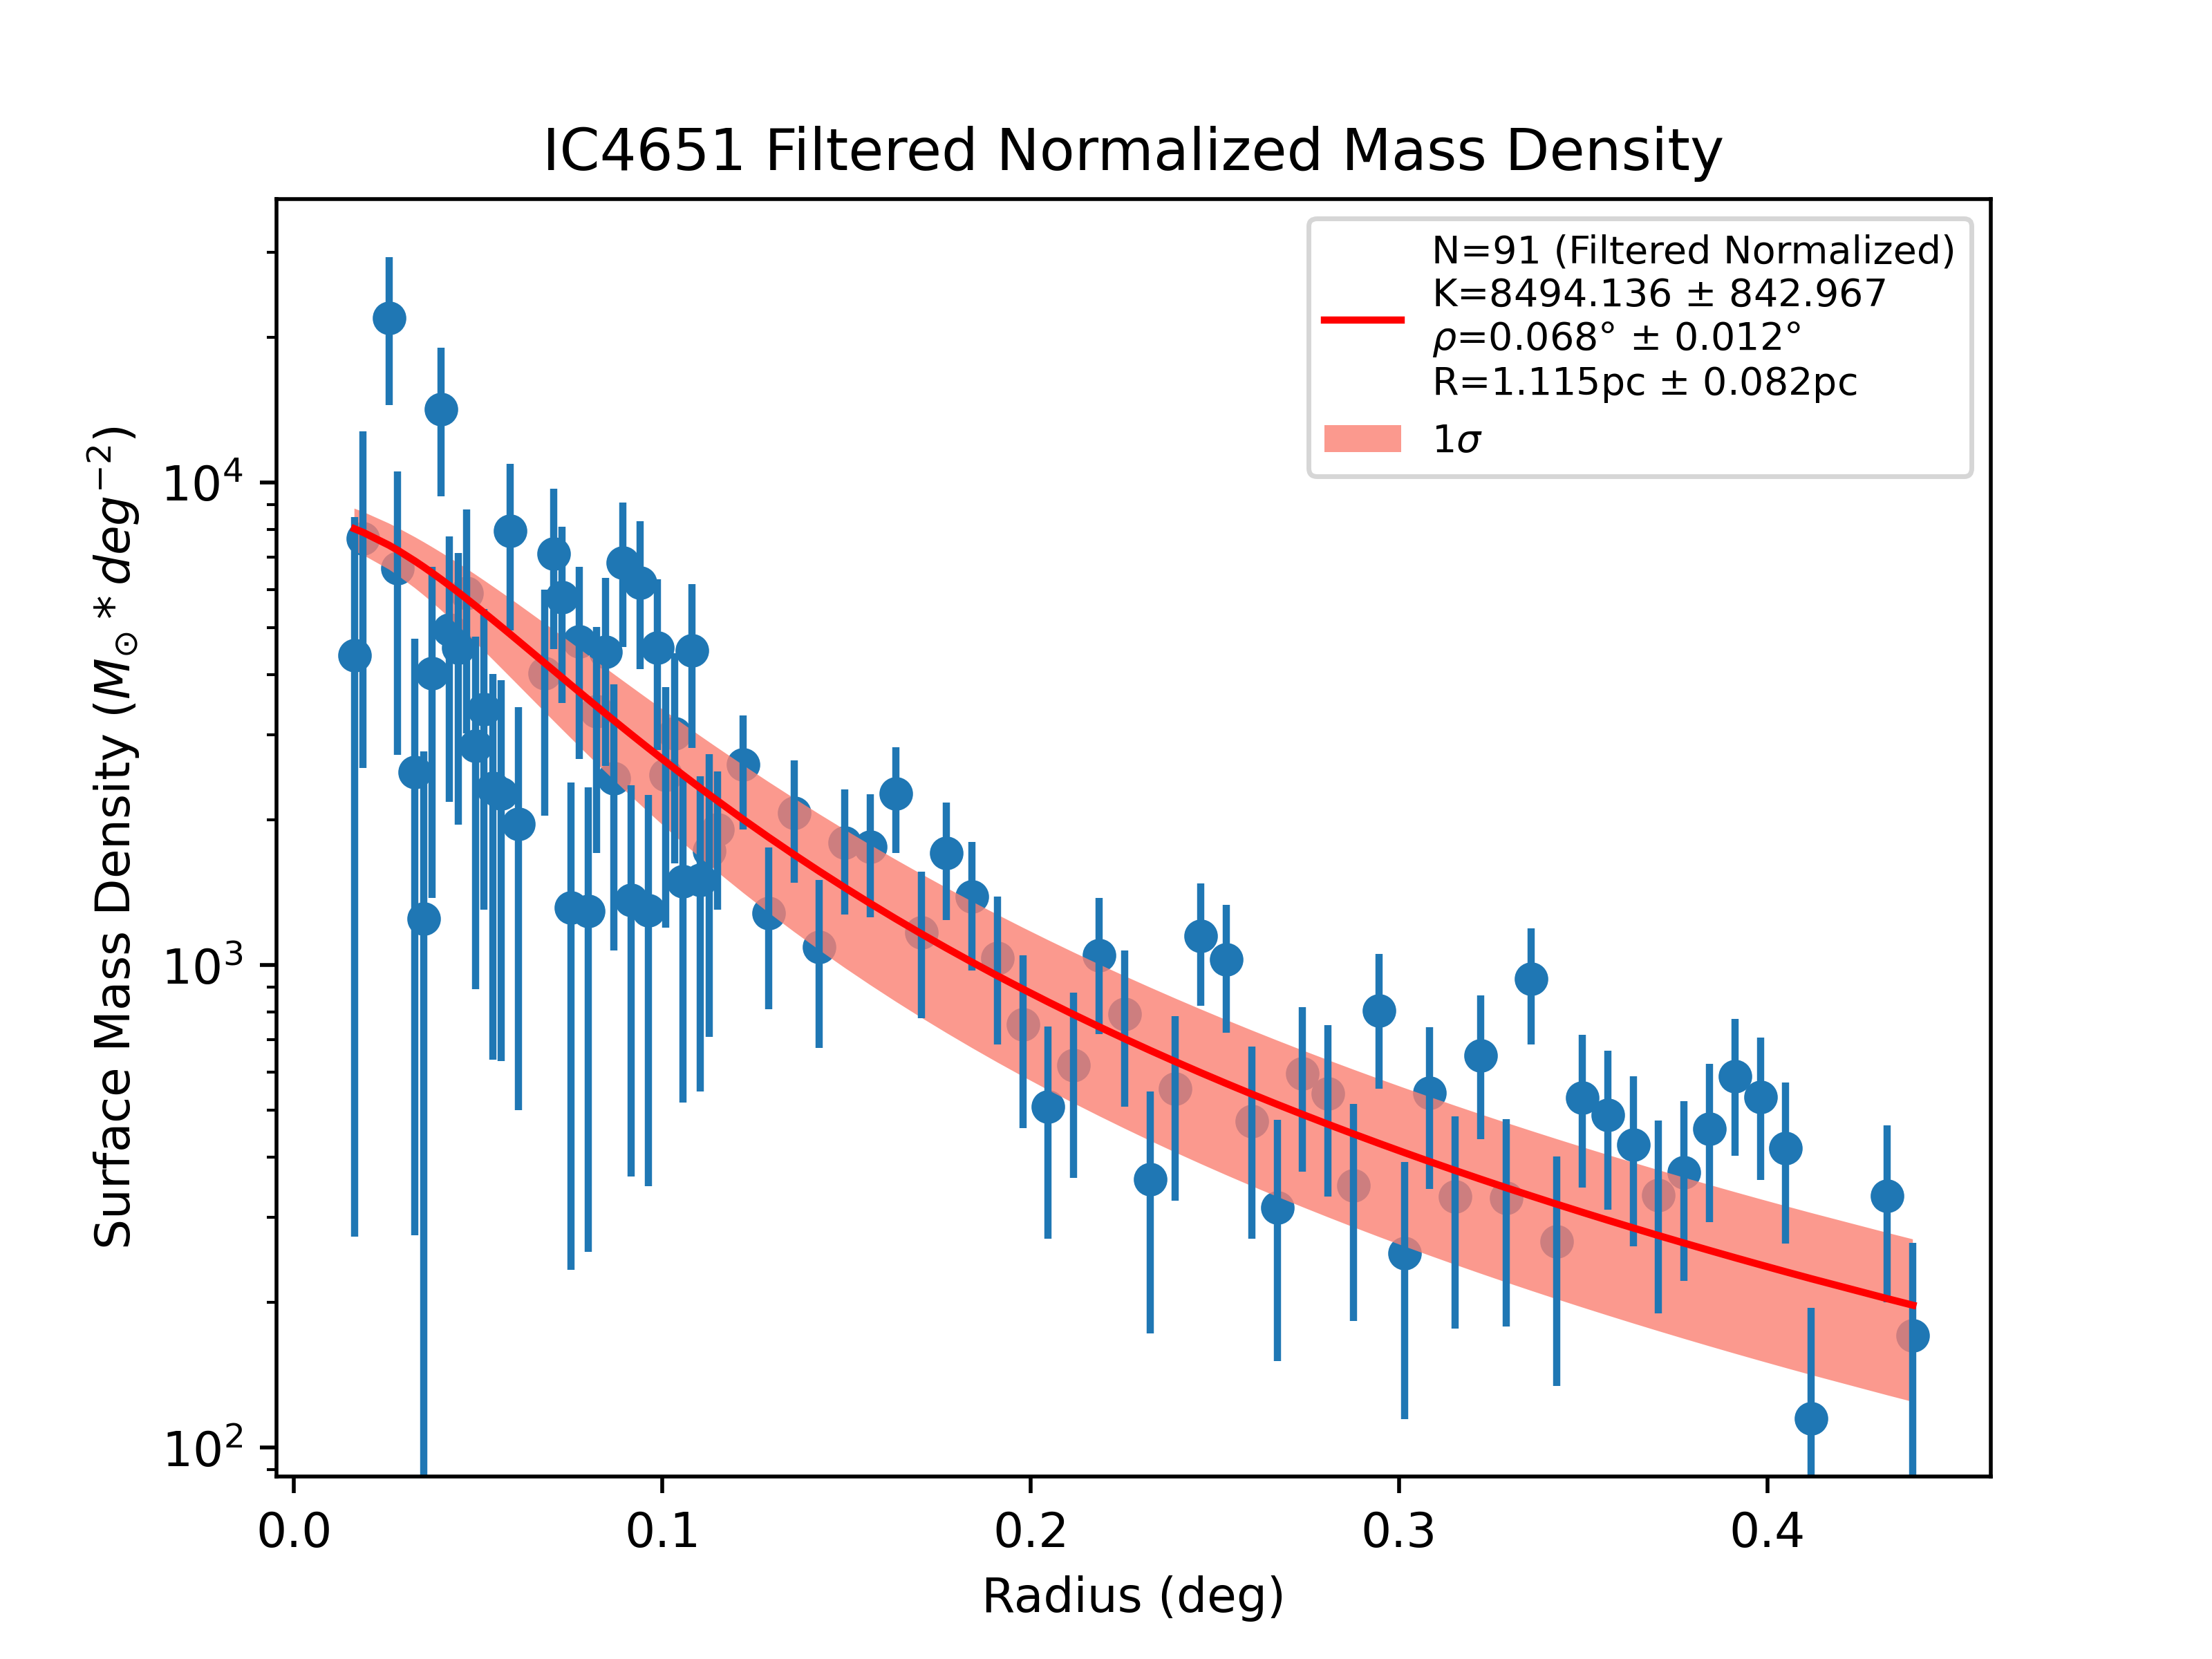 IC4651 Filtered Normalized Mass Density
N=91 (Filtered Normalized)
K=8494.136 ± 842.967
ρ=0.068° ± 0.012°
R=1.115pc ± 0.082pc
1σ
Surface Mass Density (M⊙ * deg⁻²)
10⁴
10³
10²
0.0 0.1 0.2 0.3 0.4
Radius (deg)